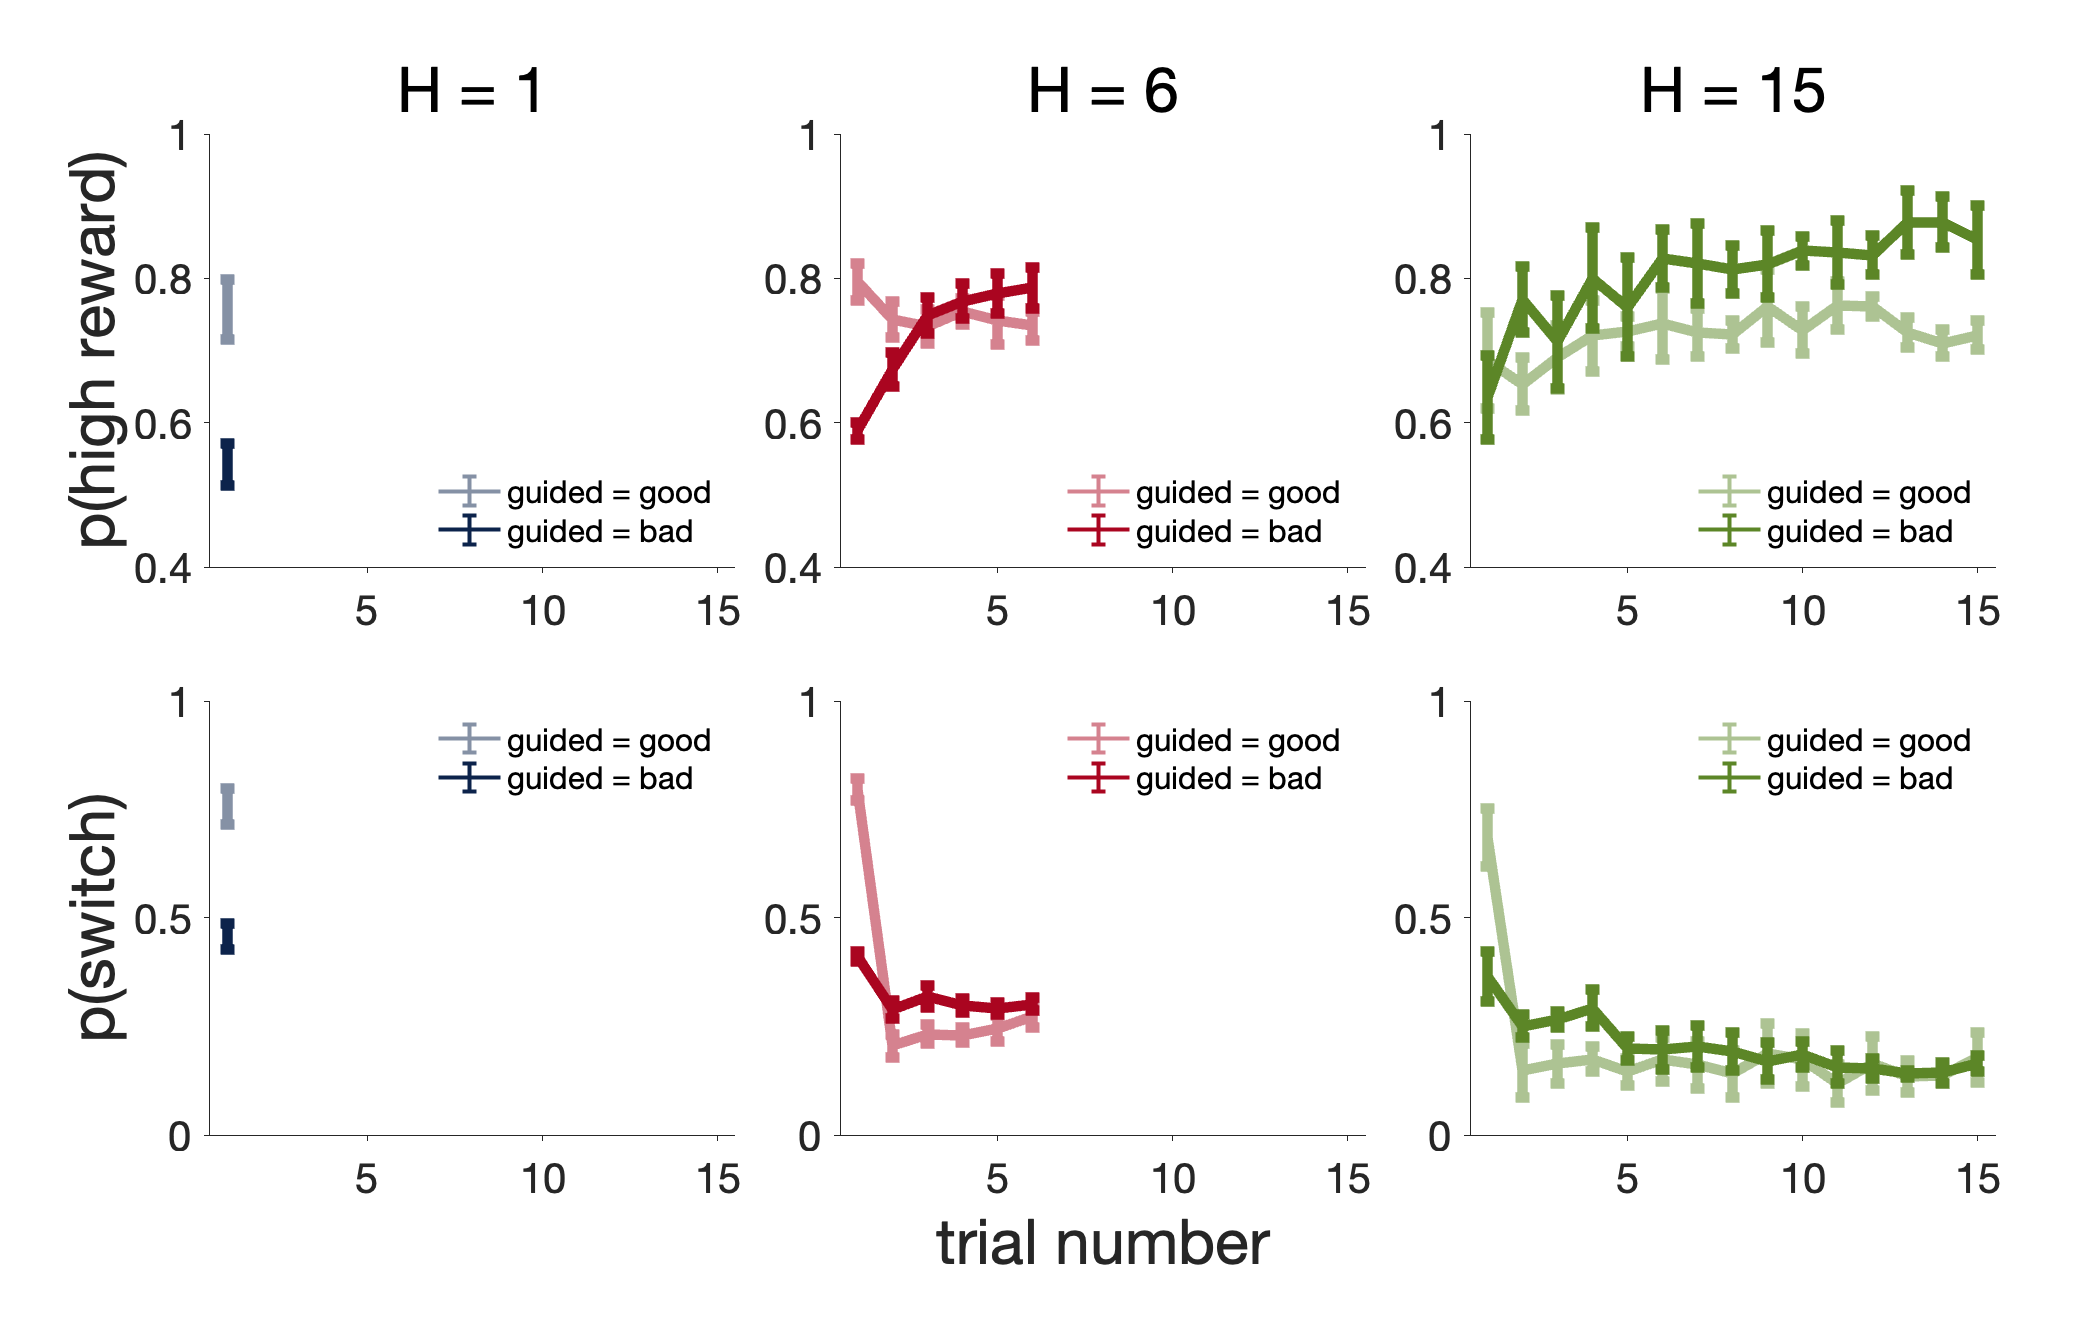 H = 1
H = 6
H = 15
p(high reward)
1
0.8
0.6
0.4
5
10
15
guided = good
guided = bad
1
0.8
0.6
0.4
5
10
15
guided = good
guided = bad
1
0.8
0.6
0.4
5
10
15
guided = good
guided = bad
p(switch)
1
0.5
0
5
10
15
guided = good
guided = bad
1
0.5
0
5
10
15
guided = good
guided = bad
1
0.5
0
5
10
15
guided = good
guided = bad
trial number